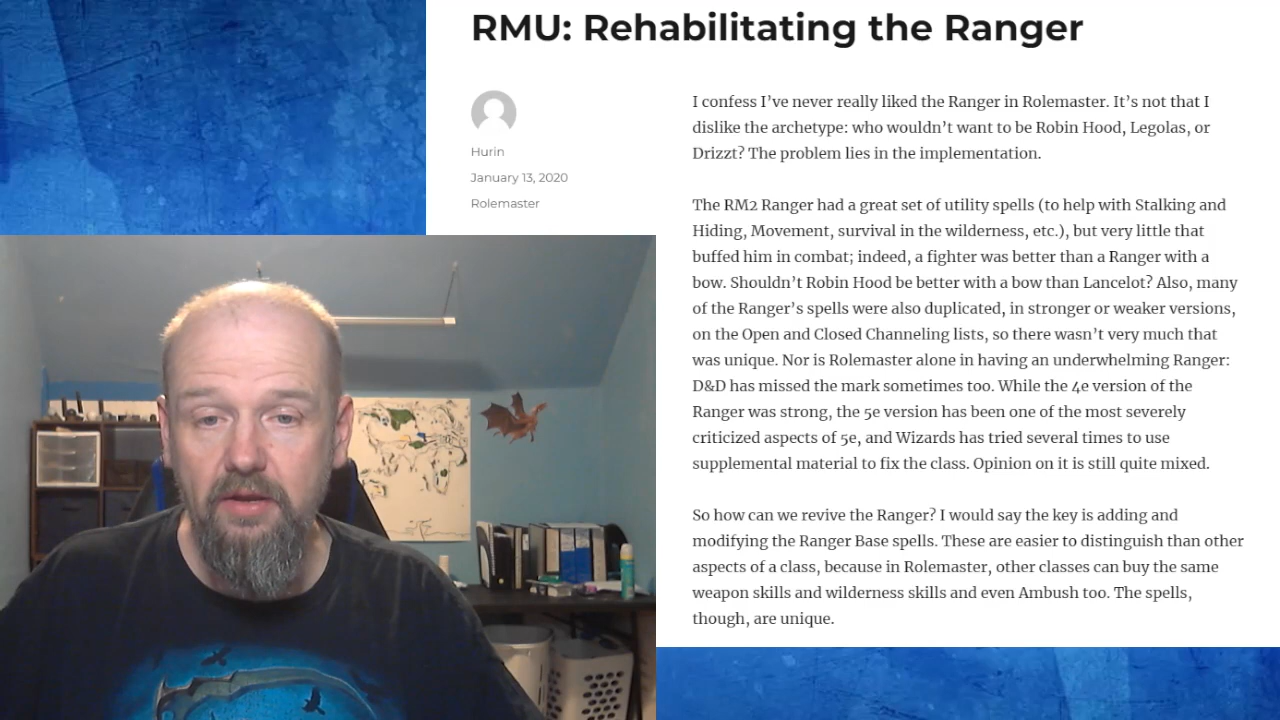 RMU: Rehabilitating the Ranger
Hurin
January 13, 2020
Rolemaster
I confess I’ve never really liked the Ranger in Rolemaster. It’s not that I
dislike the archetype: who wouldn’t want to be Robin Hood, Legolas, or
Drizzt? The problem lies in the implementation.
The RM2 Ranger had a great set of utility spells (to help with Stalking and
Hiding, Movement, survival in the wilderness, etc.), but very little that
buffed him in combat; indeed, a fighter was better than a Ranger with a
bow. Shouldn’t Robin Hood be better with a bow than Lancelot? Also, many
of the Ranger’s spells were also duplicated, in stronger or weaker versions,
on the Open and Closed Channeling lists, so there wasn’t very much that
was unique. Nor is Rolemaster alone in having an underwhelming Ranger:
D&D has missed the mark sometimes too. While the 4e version of the
Ranger was strong, the 5e version has been one of the most severely
criticized aspects of 5e, and Wizards has tried several times to use
supplemental material to fix the class. Opinion on it is still quite mixed.
So how can we revive the Ranger? I would say the key is adding and
modifying the Ranger Base spells. These are easier to distinguish than other
aspects of a class, because in Rolemaster, other classes can buy the same
weapon skills and wilderness skills and even Ambush too. The spells,
though, are unique.